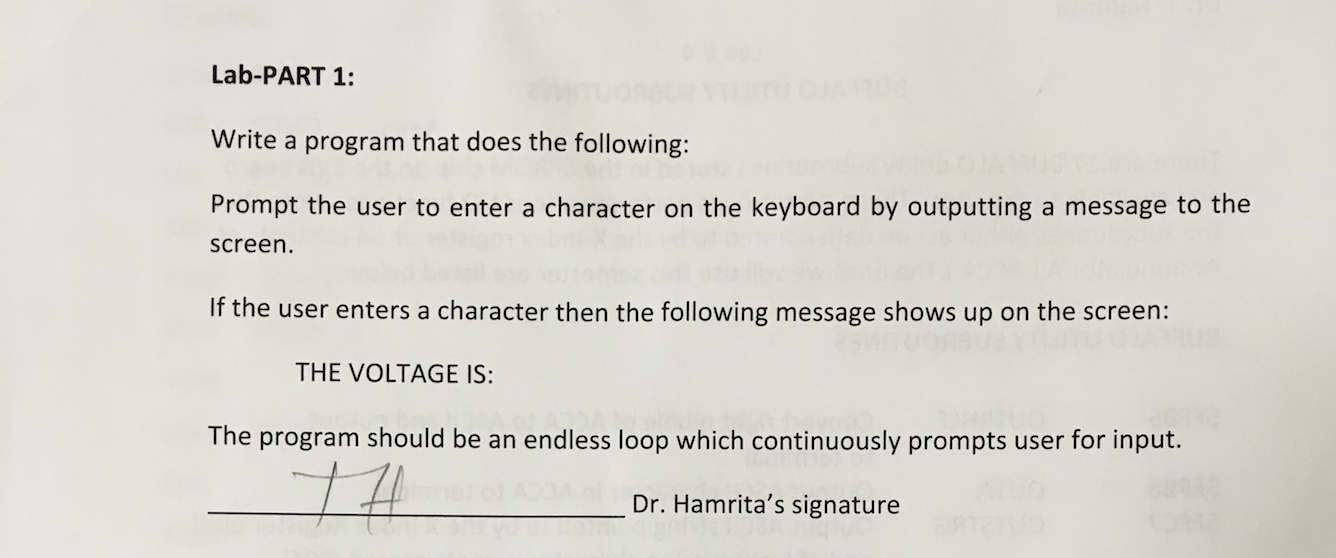 Lab-PART 1:
Write a program that does the following:
Prompt the user to enter a character on the keyboard by outputting a message to the
screen.
If the user enters a character then the following message shows up on the screen:
THE VOLTAGE IS:
The program should be an endless loop which continuously prompts user for input.
TH
Dr. Hamrita's signature